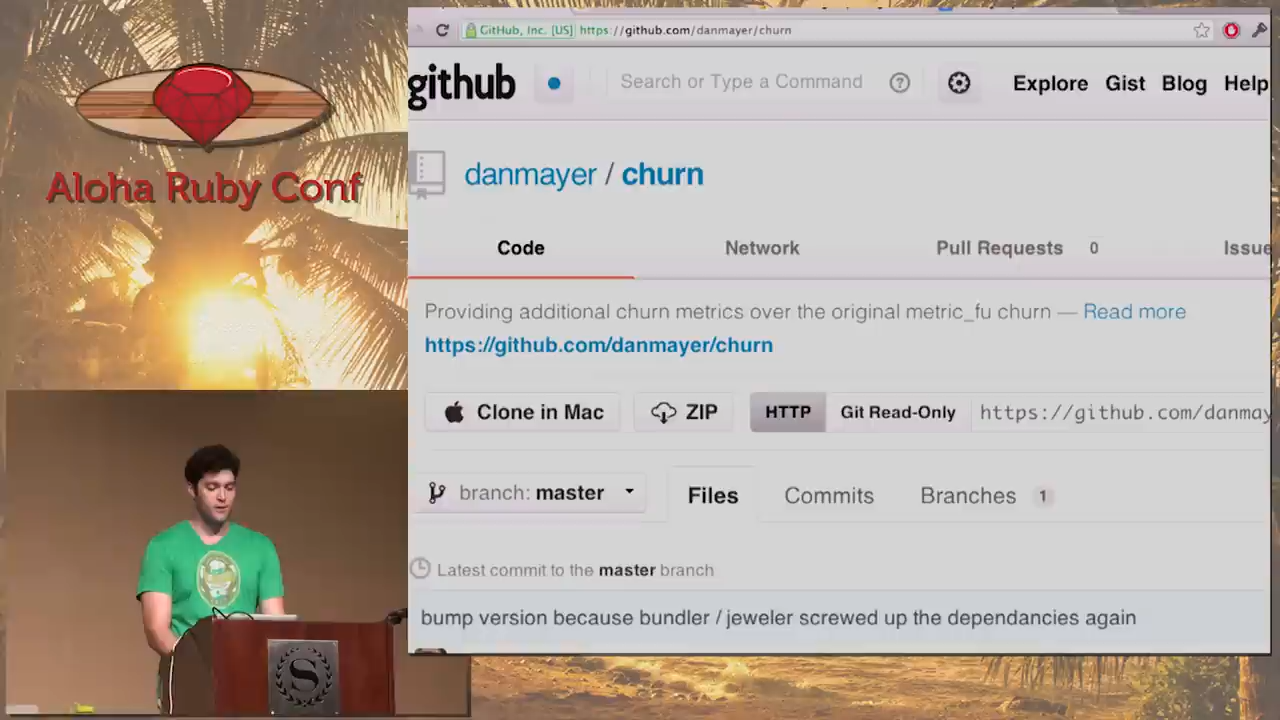 Aloha Ruby Conf
GitHub, Inc. [US] https://github.com/danmayer/churn
github Search or Type a Command Explore Gist Blog Help
danmayer / churn
Code Network Pull Requests 0 Issue
Providing additional churn metrics over the original metric_fu churn — Read more
https://github.com/danmayer/churn
Clone in Mac ZIP HTTP Git Read-Only https://github.com/danmay
branch: master Files Commits Branches 1
Latest commit to the master branch
bump version because bundler / jeweler screwed up the dependancies again
S